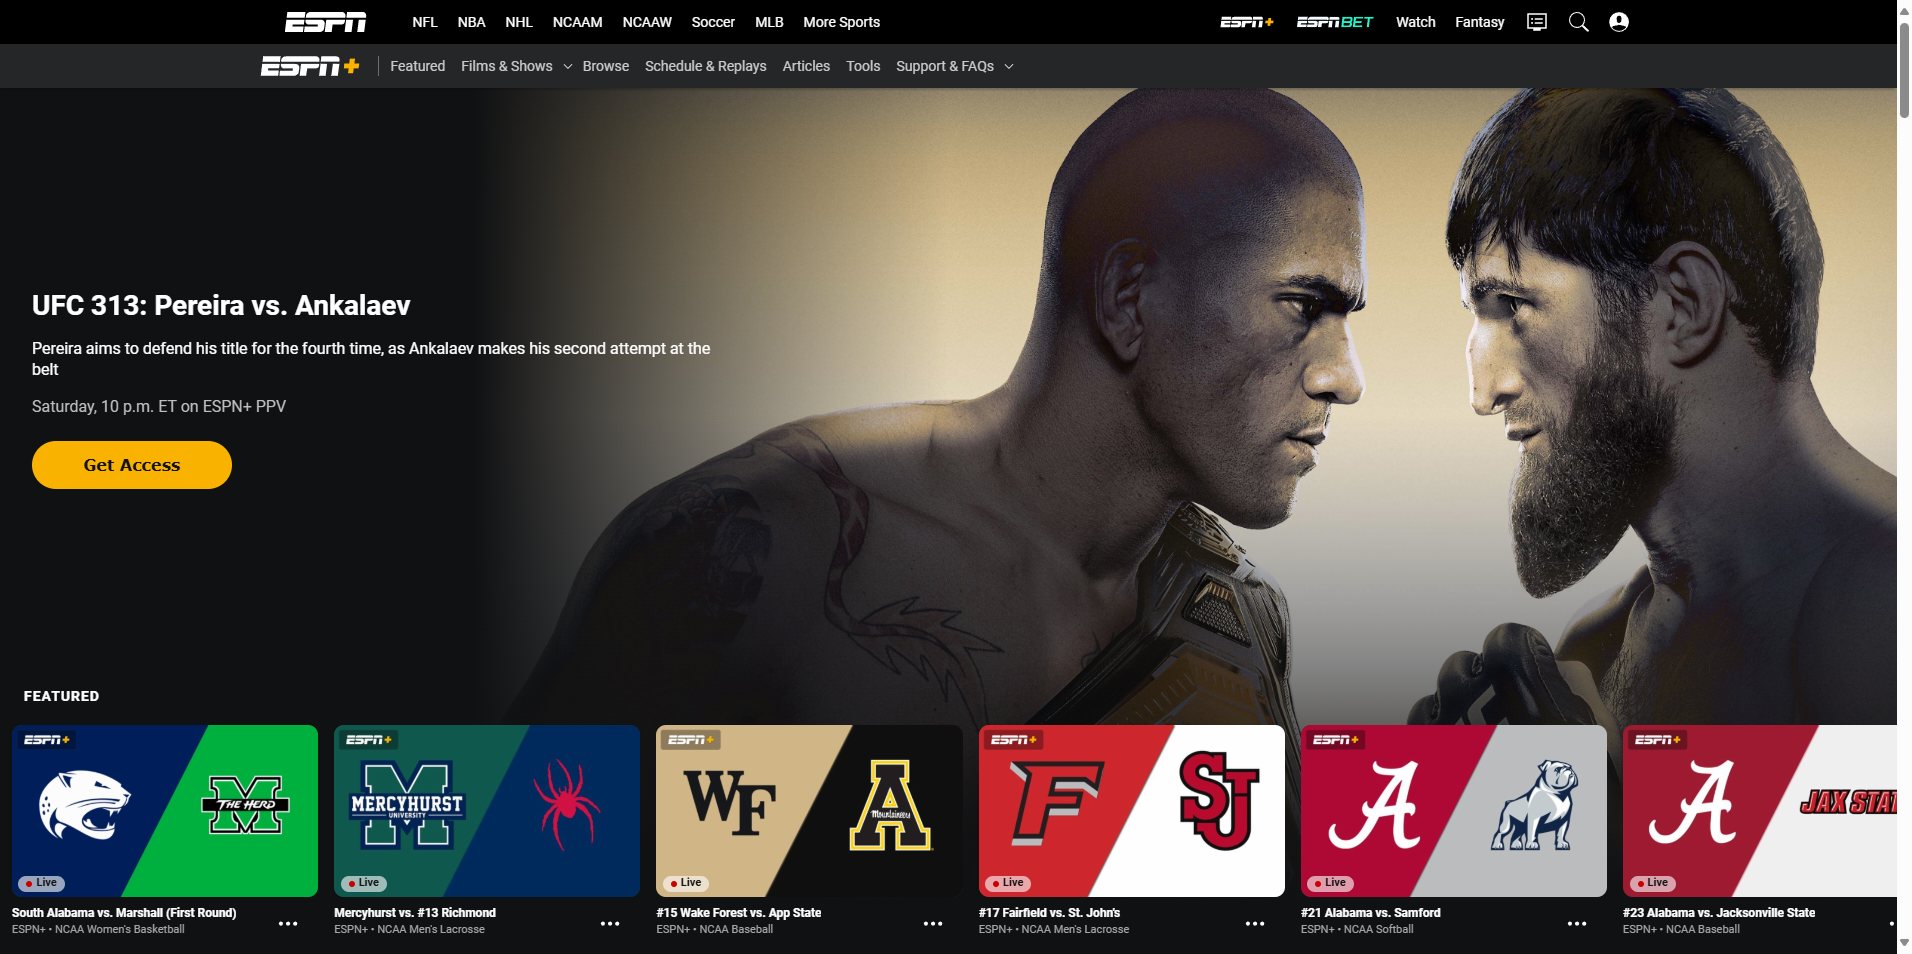 ESPN NFL NBA NHL NCAAM NCAAW Soccer MLB More Sports ESPN+ ESPN BET Watch Fantasy
ESPN+ Featured Films & Shows Browse Schedule & Replays Articles Tools Support & FAQs
UFC 313: Pereira vs. Ankalaev
Pereira aims to defend his title for the fourth time, as Ankalaev makes his second attempt at the
belt
Saturday, 10 p.m. ET on ESPN+ PPV
Get Access
FEATURED
ESPN+
M
THE HERD
Live
South Alabama vs. Marshall (First Round)
ESPN+ • NCAA Women's Basketball
ESPN+
M
MERCYHURST
UNIVERSITY
Live
Mercyhurst vs. #13 Richmond
ESPN+ • NCAA Men's Lacrosse
ESPN+
WF
A
Mountaineers
Live
#15 Wake Forest vs. App State
ESPN+ • NCAA Baseball
ESPN+
F
STJ
Live
#17 Fairfield vs. St. John's
ESPN+ • NCAA Men's Lacrosse
ESPN+
A
Live
#21 Alabama vs. Samford
ESPN+ • NCAA Softball
ESPN+
A
JAX STAT
Live
#23 Alabama vs. Jacksonville State
ESPN+ • NCAA Baseball